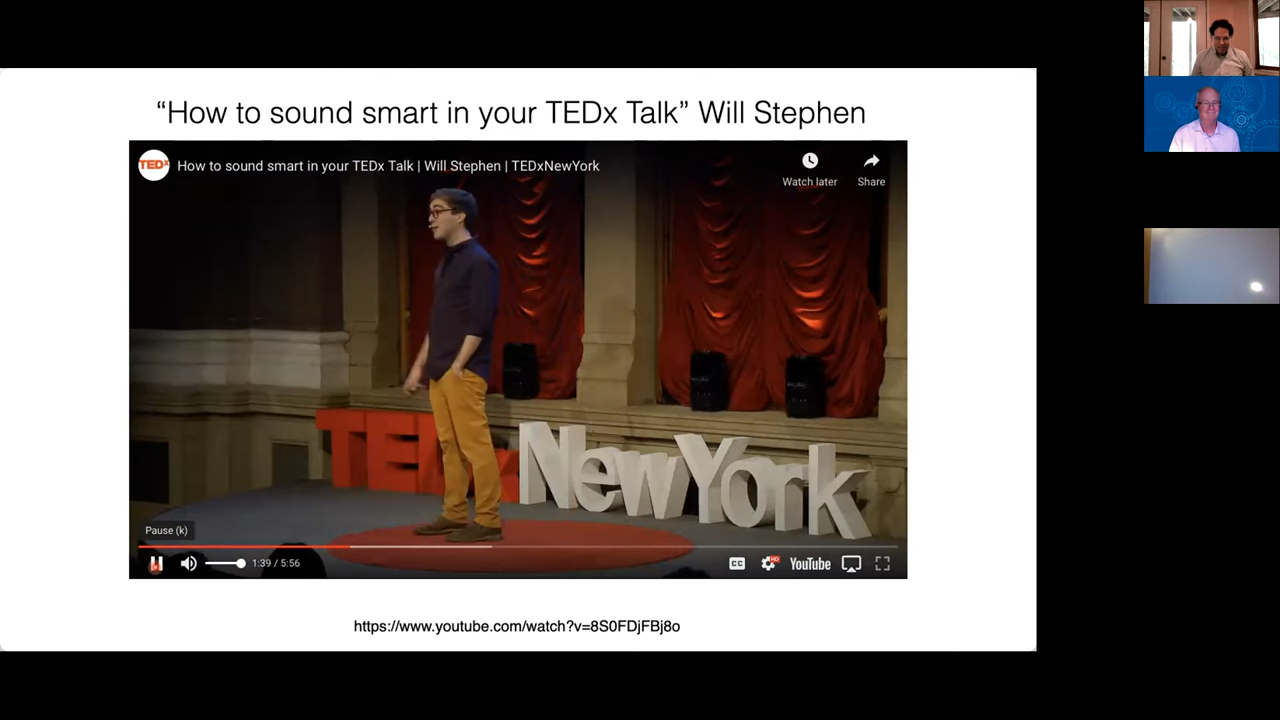 “How to sound smart in your TEDx Talk” Will Stephen
TEDx
How to sound smart in your TEDx Talk | Will Stephen | TEDxNewYork
Watch later
Share
TEDx
NewYork
Pause (k)
1:39 / 5:56
CC
HD
YouTube
https://www.youtube.com/watch?v=8S0FDjFBj8o